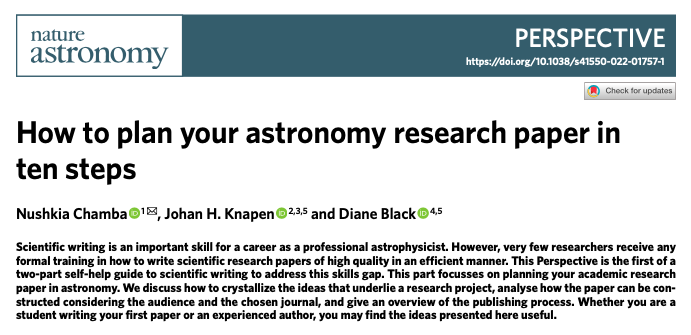 nature
astronomy
PERSPECTIVE
https://doi.org/10.1038/s41550-022-01757-1
Check for updates
How to plan your astronomy research paper in
ten steps
Nushkia Chamba iD 1✉, Johan H. Knapen iD 2,3,5 and Diane Black iD 4,5
Scientific writing is an important skill for a career as a professional astrophysicist. However, very few researchers receive any
formal training in how to write scientific research papers of high quality in an efficient manner. This Perspective is the first of a
two-part self-help guide to scientific writing to address this skills gap. This part focusses on planning your academic research
paper in astronomy. We discuss how to crystallize the ideas that underlie a research project, analyse how the paper can be con-
structed considering the audience and the chosen journal, and give an overview of the publishing process. Whether you are a
student writing your first paper or an experienced author, you may find the ideas presented here useful.